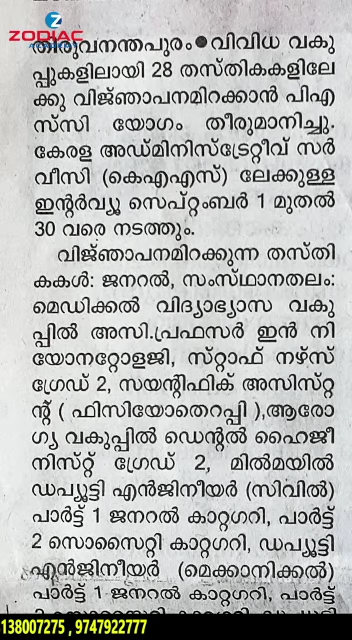 ZODIAC
തിരുവനന്തപുരം●വിവിധ വകു
പ്പുകളിലായി 28 തസ്തികകളിലേ
ക്കു വിജ്ഞാപനമിറക്കാൻ പിഎ
സ്‌സി യോഗം തീരുമാനിച്ചു.
കേരള അഡ്മിനിസ്ട്രേറ്റീവ് സർ
വീസി (കെഎഎസ്) ലേക്കുള്ള
ഇന്റർവ്യൂ സെപ്റ്റംബർ 1 മുതൽ
30 വരെ നടത്തും.
വിജ്ഞാപനമിറക്കുന്ന തസ്തി
കകൾ: ജനറൽ, സംസ്ഥാനതലം:
മെഡിക്കൽ വിദ്യാഭ്യാസ വകു
പ്പിൽ അസി.പ്രഫസർ ഇൻ നി
യോനറ്റോളജി, സ്റ്റാഫ് നഴ്സ്
ഗ്രേഡ് 2, സയന്റിഫിക് അസിസ്റ്റ
ന്റ് ( ഫിസിയോതെറപ്പി ),ആരോ
ഗ്യ വകുപ്പിൽ ഡെന്റൽ ഹൈജീ
നിസ്റ്റ് ഗ്രേഡ് 2, മിൽമയിൽ
ഡപ്യൂട്ടി എൻജിനീയർ (സിവിൽ)
പാർട്ട് 1 ജനറൽ കാറ്റഗറി, പാർട്ട്
2 സൊസൈറ്റി കാറ്റഗറി, ഡപ്യൂട്ടി
എൻജിനീയർ (മെക്കാനിക്കൽ)
പാർട്ട് 1 ജനറൽ കാറ്റഗറി, പാർട്ട്
138007275 , 9747922777